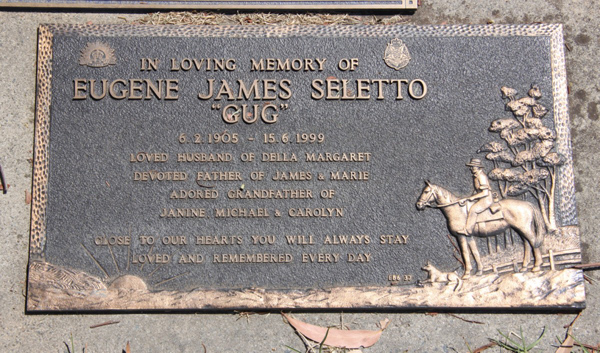 IN LOVING MEMORY OF
EUGENE JAMES SELETTO
"GUG"
6.2.1905 - 15.6.1999
LOVED HUSBAND OF DELLA MARGARET
DEVOTED FATHER OF JAMES & MARIE
ADORED GRANDFATHER OF
JANINE MICHAEL & CAROLYN
CLOSE TO OUR HEARTS YOU WILL ALWAYS STAY
LOVED AND REMEMBERED EVERY DAY